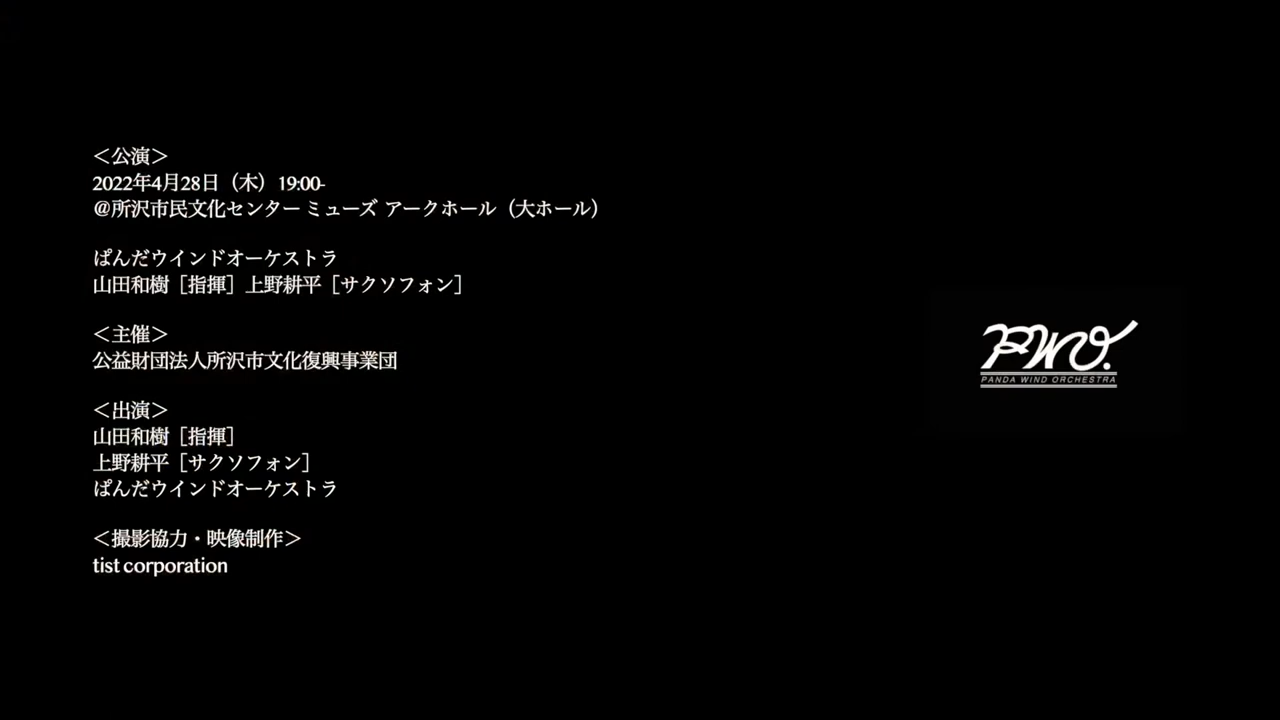 ＜公演＞
2022年4月28日（木）19:00-
＠所沢市民文化センター ミューズ アークホール（大ホール）
ぱんだウインドオーケストラ
山田和樹［指揮］上野耕平［サクソフォン］
＜主催＞
公益財団法人所沢市文化復興事業団
＜出演＞
山田和樹［指揮］
上野耕平［サクソフォン］
ぱんだウインドオーケストラ
＜撮影協力・映像制作＞
tist corporation
PWO.
PANDA WIND ORCHESTRA